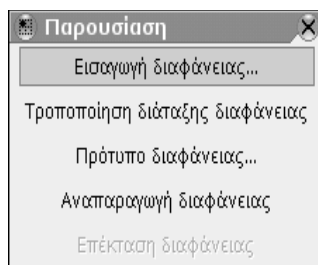 Παρουσίαση
Εισαγωγή διαφάνειας...
Τροποποίηση διάταξης διαφάνειας
Πρότυπο διαφάνειας...
Αναπαραγωγή διαφάνειας
Επέκταση διαφάνειας